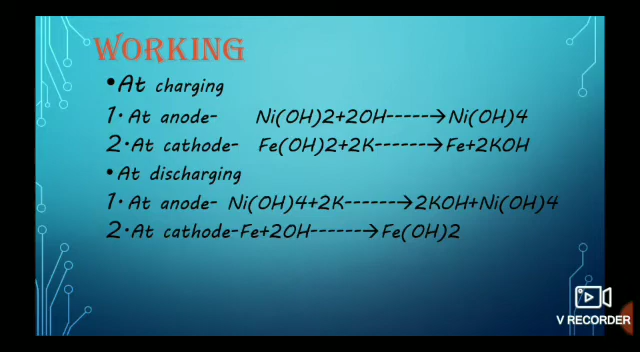 WORKING
•At charging
1· At anode- Ni(OH)2+2OH-----→Ni(OH)4
2·At cathode- Fe(OH)2+2K------→Fe+2KOH
•At discharging
1· At anode- Ni(OH)4+2K------→2KOH+Ni(OH)4
2·At cathode-Fe+2OH------→Fe(OH)2
V RECORDER